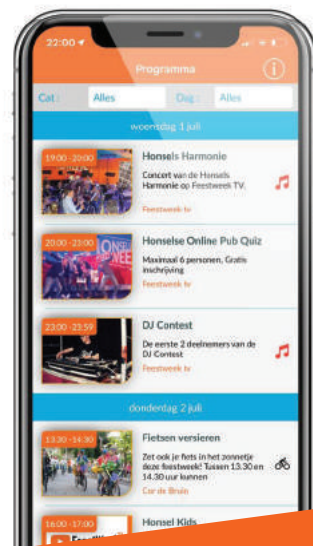 22:00
Programma
Cat: Alles Dag: Alles
woensdag 1 juli
19:00 -20:00
Honsels Harmonie
Concert van de Honsels
Harmonie op Feestweek TV.
Feestweek tv
20:00 -23:00
Honselse Online Pub Quiz
Maximaal 6 personen, Gratis
inschrijving
Feestweek tv
23:00 -23:59
DJ Contest
De eerste 2 deelnemers van de
DJ Contest
Feestweek tv
donderdag 2 juli
13.30 -14:30
Fietsen versieren
Zet ook je fiets in het zonnetje
deze feestweek! Tussen 13.30 en
14.30 uur kunnen
Cor de Bruin
16:00 -17:00
Honsel Kids